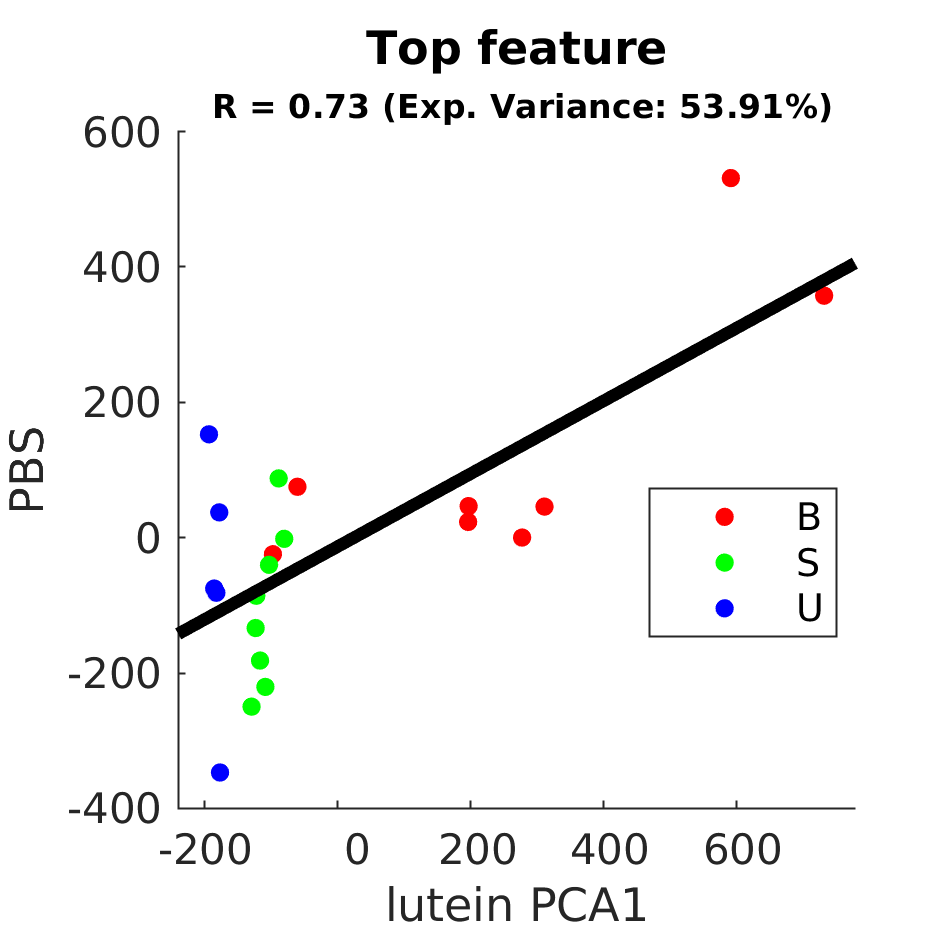 Top feature
R = 0.73 (Exp. Variance: 53.91%)
600
400
200
0
-200
-400
PBS
B
S
U
-200 0 200 400 600
lutein PCA1